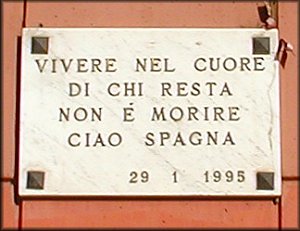 VIVERE NEL CUORE
DI CHI RESTA
NON É MORIRE
CIAO SPAGNA
29 1 1995